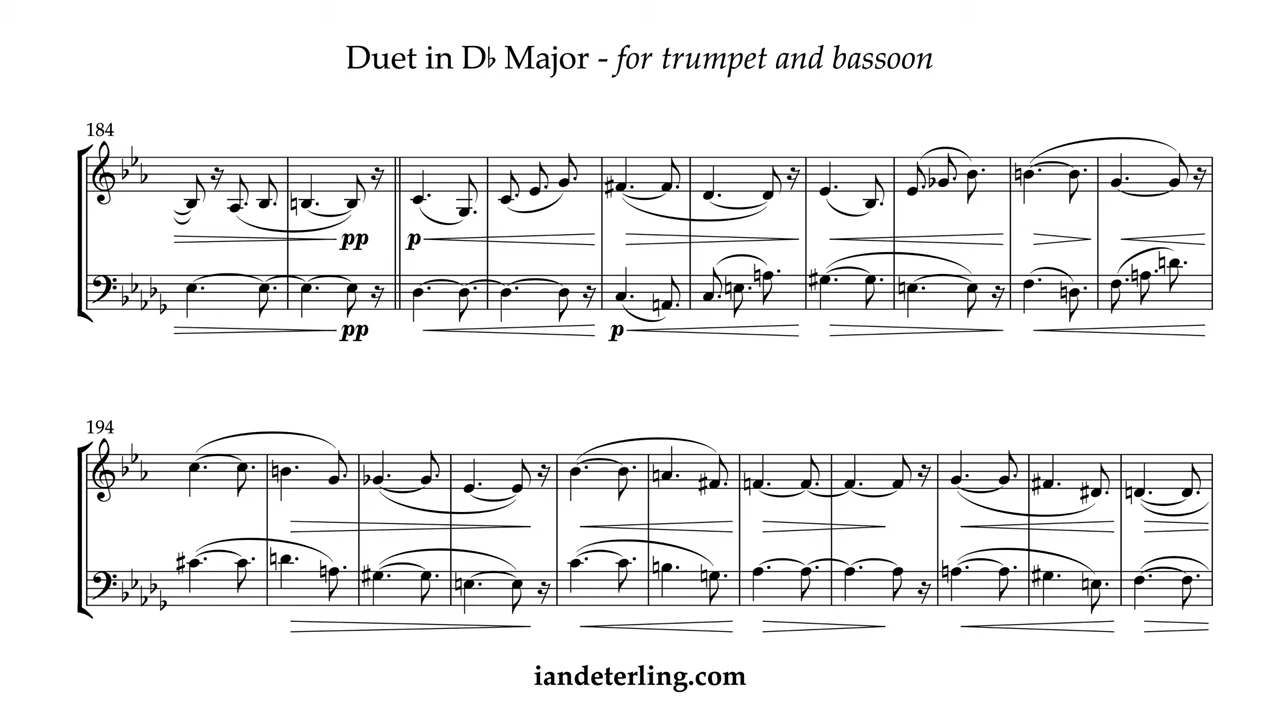 Duet in D♭ Major - for trumpet and bassoon
184
pp
p
pp
p
194
iandeterling.com